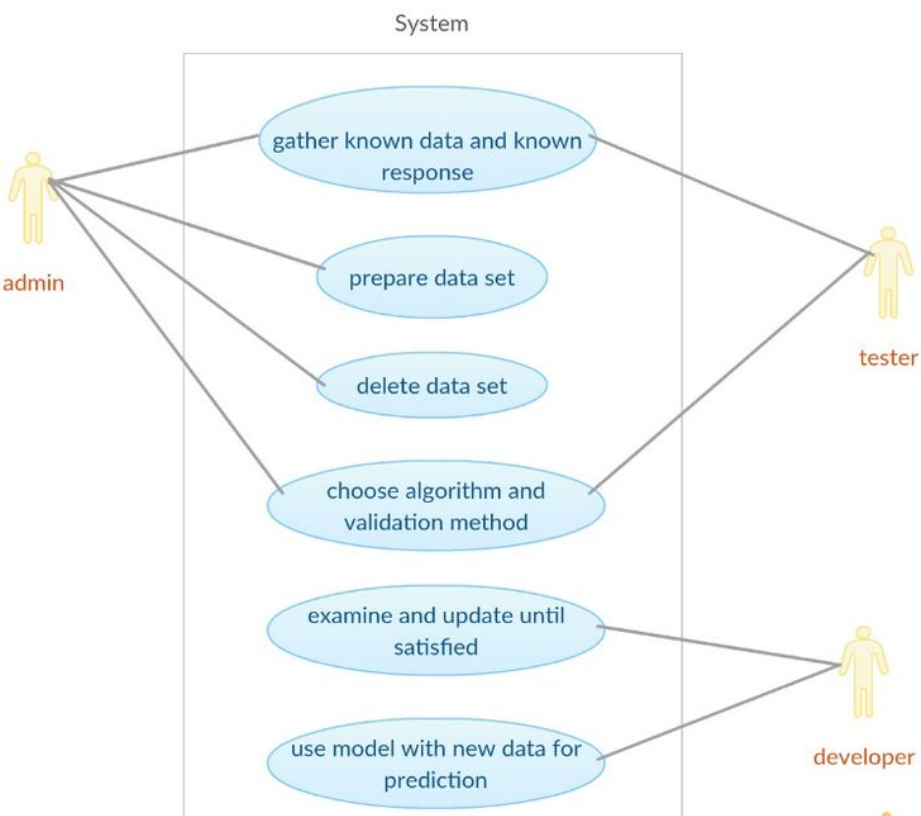 System
gather known data and known
response
admin
prepare data set
tester
delete data set
choose algorithm and
validation method
examine and update until
satisfied
developer
use model with new data for
prediction